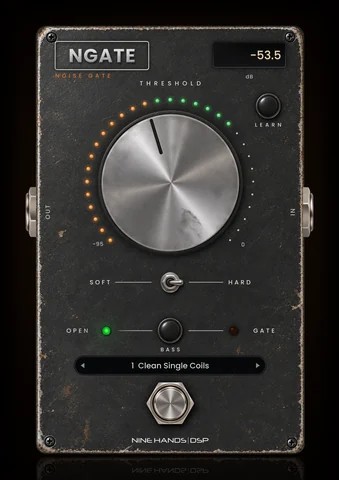 NGATE
-53.5
NOISE GATE
dB
THRESHOLD
LEARN
OUT
IN
-95
0
SOFT
HARD
OPEN
GATE
BASS
1 Clean Single Coils
NINE HANDS|DSP